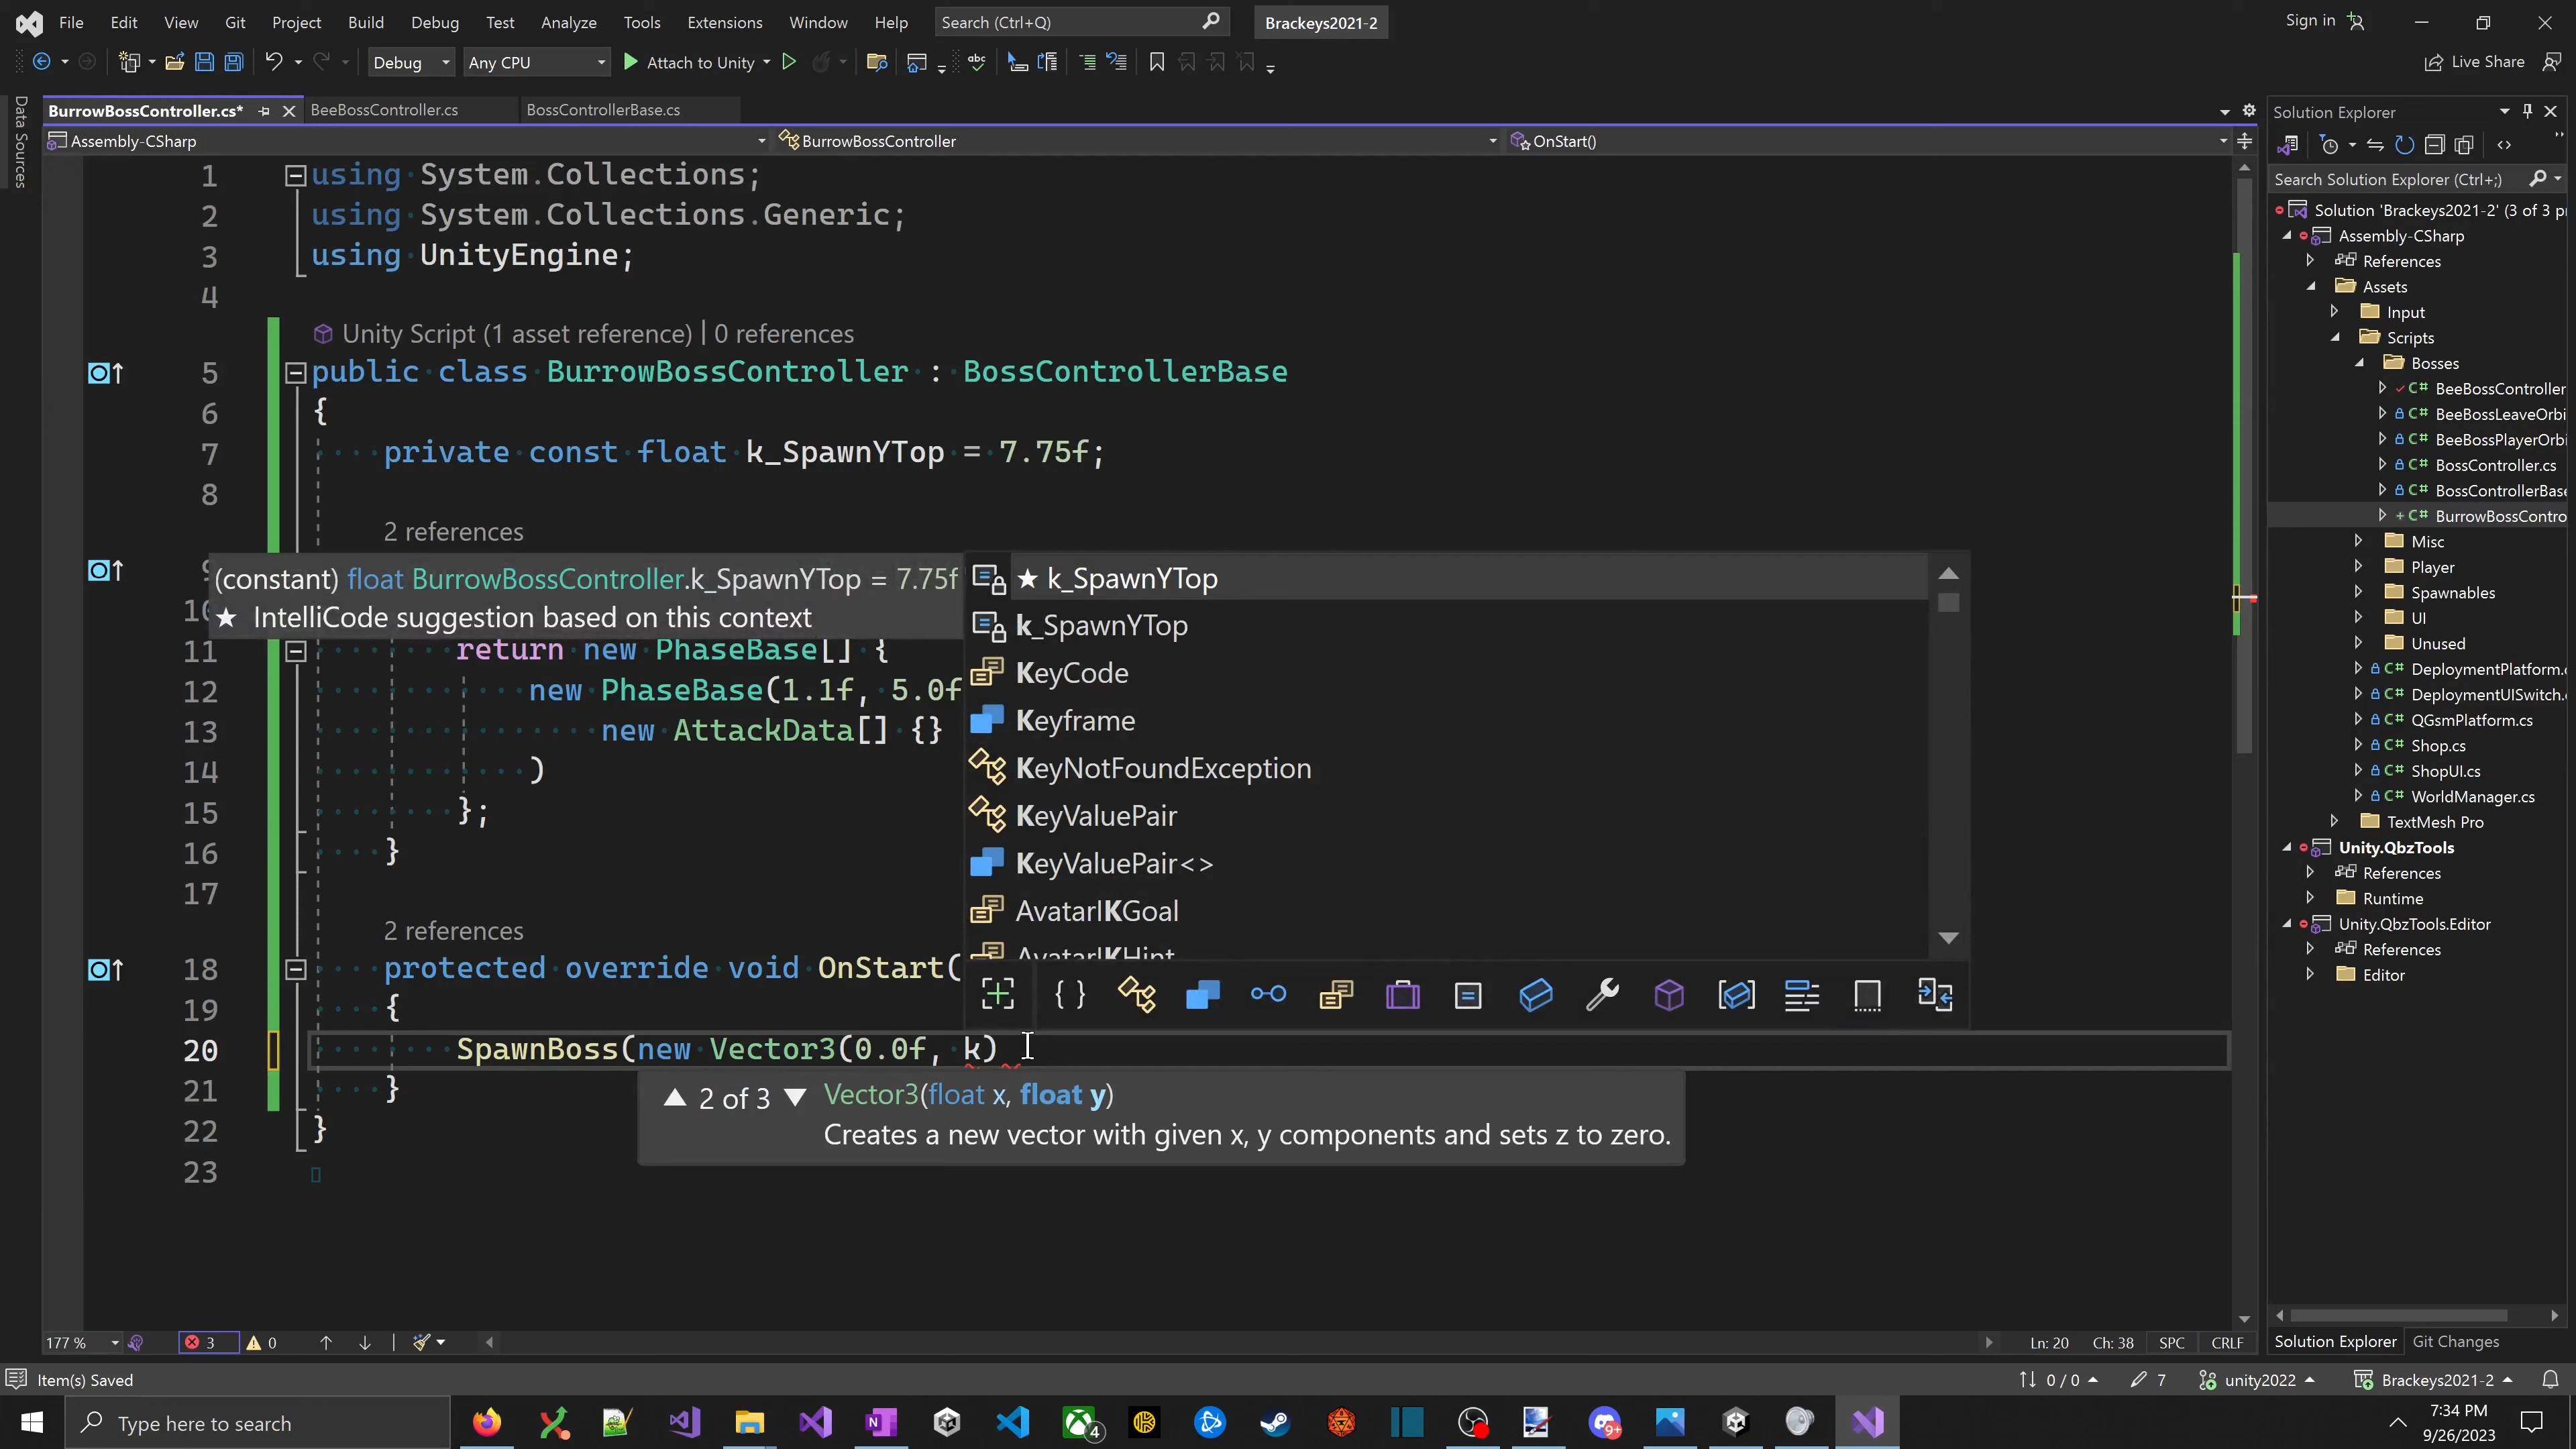 File Edit View Git Project Build Debug Test Analyze Tools Extensions Window Help Search (Ctrl+Q) Brackeys2021-2 Sign in
Debug Any CPU Attach to Unity Live Share
Data Sources
BurrowBossController.cs* BeeBossController.cs BossControllerBase.cs
Assembly-CSharp BurrowBossController OnStart()
1 using System.Collections;
2 using System.Collections.Generic;
3 using UnityEngine;
4
Unity Script (1 asset reference) | 0 references
5 public class BurrowBossController : BossControllerBase
6 {
7 private const float k_SpawnYTop = 7.75f;
8
2 references
(constant) float BurrowBossController.k_SpawnYTop = 7.75f
★ IntelliCode suggestion based on this context
11 return new PhaseBase[] {
12 new PhaseBase(1.1f, 5.0f
13 new AttackData[] {}
14 )
15 };
16 }
17
2 references
18 protected override void OnStart(
19 {
20 SpawnBoss(new Vector3(0.0f, k)
21 }
22 }
23
★ k_SpawnYTop
k_SpawnYTop
KeyCode
Keyframe
KeyNotFoundException
KeyValuePair
KeyValuePair<>
AvatarIKGoal
AvatarIKHint
2 of 3 Vector3(float x, float y)
Creates a new vector with given x, y components and sets z to zero.
Solution Explorer
Search Solution Explorer (Ctrl+;)
Solution 'Brackeys2021-2' (3 of 3 pr
Assembly-CSharp
References
Assets
Input
Scripts
Bosses
BeeBossController
BeeBossLeaveOrbi
BeeBossPlayerOrbi
BossController.cs
BossControllerBase
BurrowBossContro
Misc
Player
Spawnables
UI
Unused
DeploymentPlatform.c
DeploymentUISwitch.
QGsmPlatform.cs
Shop.cs
ShopUI.cs
WorldManager.cs
TextMesh Pro
Unity.QbzTools
References
Runtime
Unity.QbzTools.Editor
References
Editor
177 % 3 0 Ln: 20 Ch: 38 SPC CRLF
Solution Explorer Git Changes
Item(s) Saved 0 / 0 7 unity2022 Brackeys2021-2
Type here to search 4 9+ 7:34 PM
9/26/2023